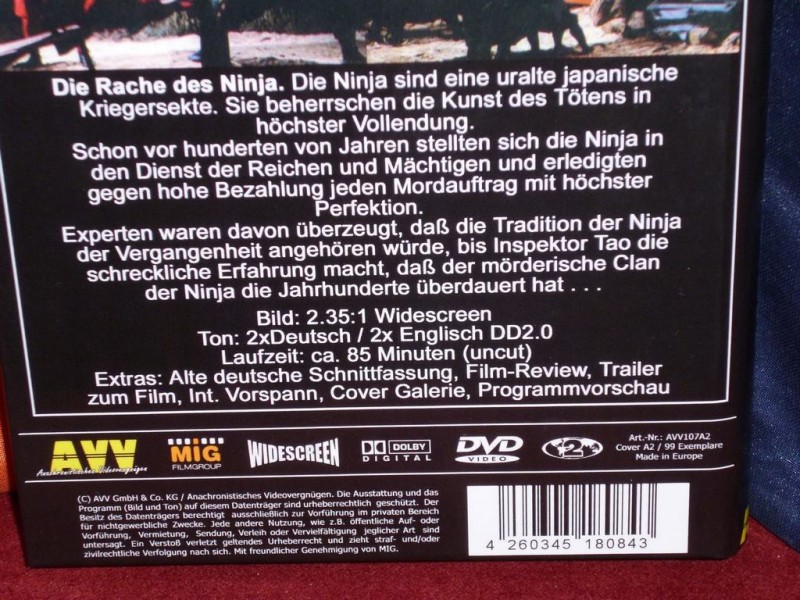 Die Rache des Ninja. Die Ninja sind eine uralte japanische
Kriegersekte. Sie beherrschen die Kunst des Tötens in
höchster Vollendung.
Schon vor hunderten von Jahren stellten sich die Ninja in
den Dienst der Reichen und Mächtigen und erledigten
gegen hohe Bezahlung jeden Mordauftrag mit höchster
Perfektion.
Experten waren davon überzeugt, daß die Tradition der Ninja
der Vergangenheit angehören würde, bis Inspektor Tao die
schreckliche Erfahrung macht, daß der mörderische Clan
der Ninja die Jahrhunderte überdauert hat . . .
Bild: 2.35:1 Widescreen
Ton: 2xDeutsch / 2x Englisch DD2.0
Laufzeit: ca. 85 Minuten (uncut)
Extras: Alte deutsche Schnittfassung, Film-Review, Trailer
zum Film, Int. Vorspann, Cover Galerie, Programmvorschau
AVV
Anachronistisches Videovergnügen
MIG
FILMGROUP
WIDESCREEN
DOLBY
DIGITAL
DVD
VIDEO
2
Art.-Nr.: AVV107A2
Cover A2 / 99 Exemplare
Made in Europe
(C) AVV GmbH & Co. KG / Anachronistisches Videovergnügen. Die Ausstattung und das
Programm (Bild und Ton) auf diesem Datenträger sind urheberrechtlich geschützt. Der
Besitz des Datenträgers berechtigt ausschließlich zur Vorführung im privaten Bereich
für nichtgewerbliche Zwecke. Jede andere Nutzung, wie z.B. öffentliche Auf- oder
Vorführung, Vermietung, Sendung, Verleih oder Vervielfältigung jeglicher Art sind
untersagt. Ein Verstoß verletzt geltendes Urheberrecht und zieht straf- und/oder
zivilrechtliche Verfolgung nach sich. Mit freundlicher Genehmigung von MIG.
4 260345 180843